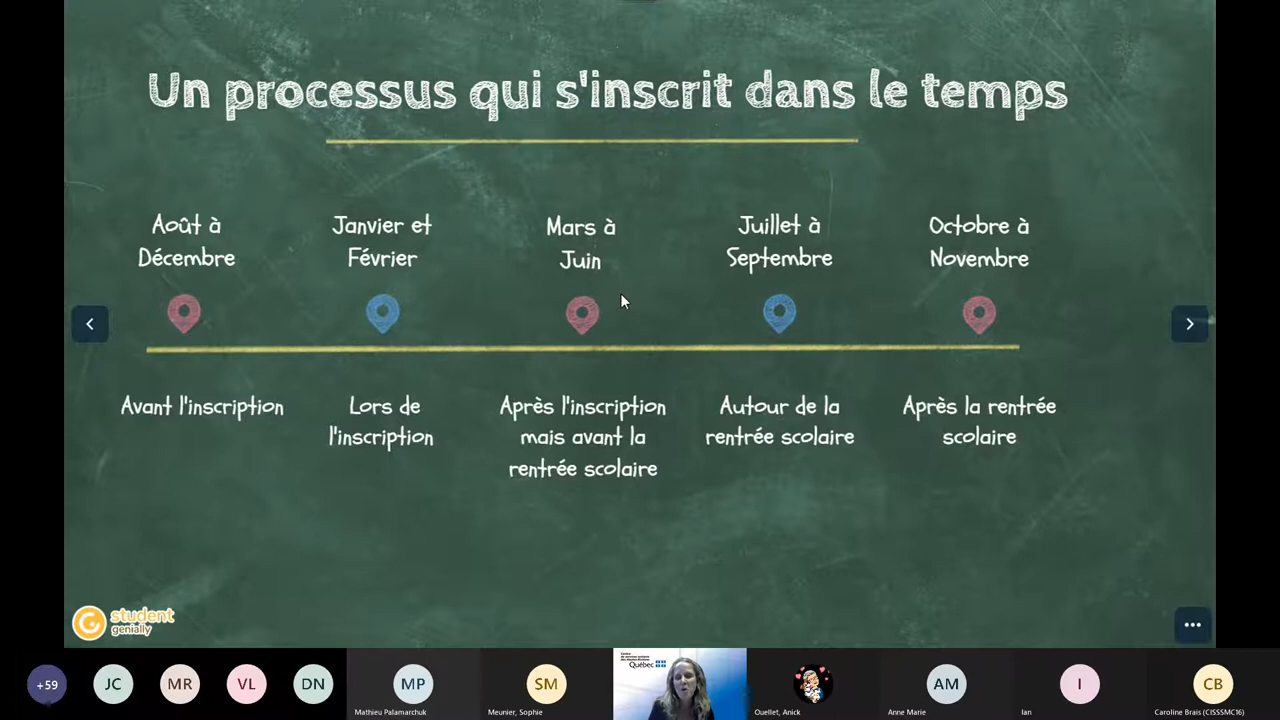 Un processus qui s'inscrit dans le temps
Août à
Décembre
Janvier et
Février
Mars à
Juin
Juillet à
Septembre
Octobre à
Novembre
Avant l'inscription
Lors de
l'inscription
Après l'inscription
mais avant la
rentrée scolaire
Autour de la
rentrée scolaire
Après la rentrée
scolaire
student
genially
+59
JC
MR
VL
DN
MP
Mathieu Palamarchuk
SM
Meunier, Sophie
Québec
Ouellet, Anick
AM
Anne Marie
I
Ian
CB
Caroline Brais (CISSSMC16)